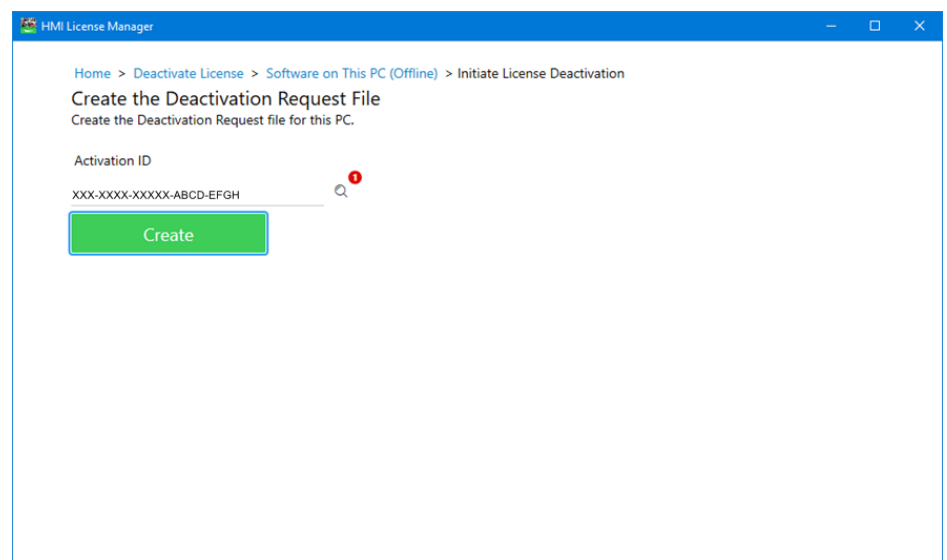 HMI License Manager
Home > Deactivate License > Software on This PC (Offline) > Initiate License Deactivation
Create the Deactivation Request File
Create the Deactivation Request file for this PC.
Activation ID
1
XXX-XXXX-XXXXX-ABCD-EFGH
Create